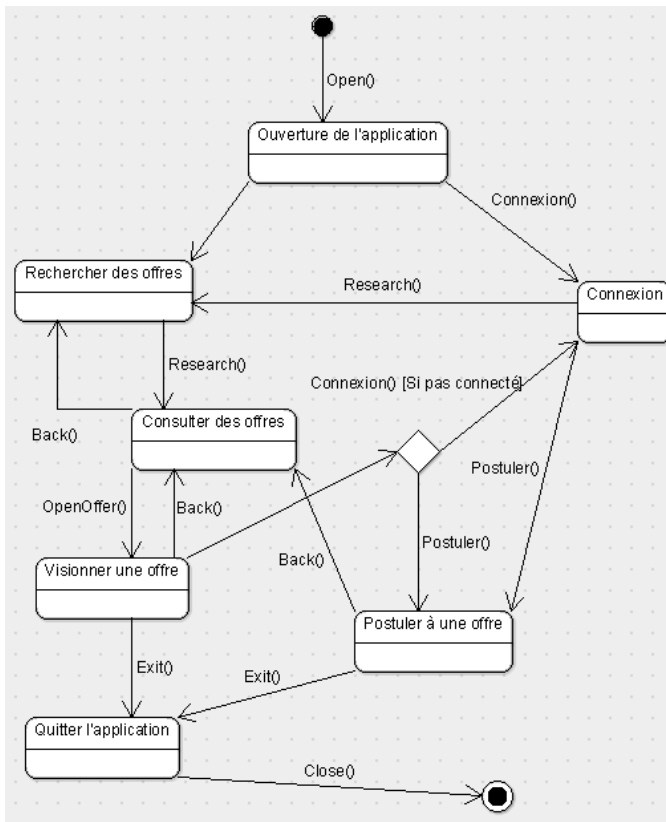 Open()
Ouverture de l'application
Connexion()
Rechercher des offres
Research()
Connexion
Research()
Connexion() [Si pas connecté]
Back()
Consulter des offres
Postuler()
OpenOffer()
Back()
Postuler()
Back()
Visionner une offre
Postuler à une offre
Exit()
Exit()
Quitter l'application
Close()